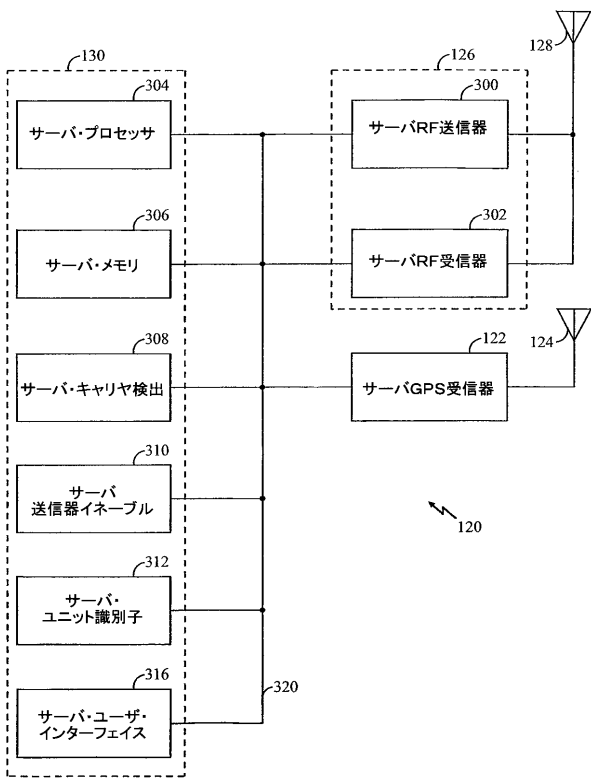 130
304
サーバ・プロセッサ
306
サーバ・メモリ
308
サーバ・キャリヤ検出
310
サーバ
送信器イネーブル
312
サーバ・
ユニット識別子
316
サーバ・ユーザ・
インターフェイス
320
126
300
サーバRF送信器
302
サーバRF受信器
128
122
サーバGPS受信器
124
120